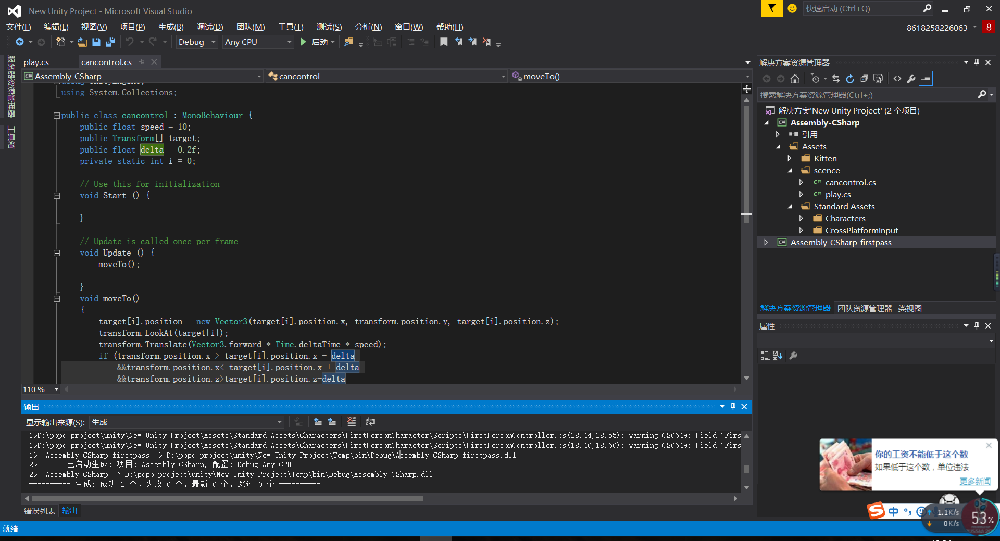 New Unity Project - Microsoft Visual Studio
快速启动 (Ctrl+Q)
文件(F) 编辑(E) 视图(V) 项目(P) 生成(B) 调试(D) 团队(M) 工具(T) 测试(S) 分析(N) 窗口(W) 帮助(H)
8618258226063 8
Debug Any CPU 启动
服务器资源管理器
工具箱
play.cs cancontrol.cs
Assembly-CSharp cancontrol moveTo()
using System.Collections;
public class cancontrol : MonoBehaviour {
public float speed = 10;
public Transform[] target;
public float delta = 0.2f;
private static int i = 0;
// Use this for initialization
void Start () {
}
// Update is called once per frame
void Update () {
moveTo();
}
void moveTo()
{
target[i].position = new Vector3(target[i].position.x, transform.position.y, target[i].position.z);
transform.LookAt(target[i]);
transform.Translate(Vector3.forward * Time.deltaTime * speed);
if (transform.position.x > target[i].position.x - delta
&&transform.position.x< target[i].position.x + delta
&&transform.position.z>target[i].position.z-delta
110 %
输出
显示输出来源(S): 生成
1>D:\popo project\unity\New Unity Project\Assets\Standard Assets\Characters\FirstPersonCharacter\Scripts\FirstPersonController.cs(28,44,28,55): warning CS0649: Field 'Firs
1>D:\popo project\unity\New Unity Project\Assets\Standard Assets\Characters\FirstPersonCharacter\Scripts\FirstPersonController.cs(18,40,18,60): warning CS0649: Field 'Firs
1> Assembly-CSharp-firstpass -> D:\popo project\unity\New Unity Project\Temp\bin\Debug\Assembly-CSharp-firstpass.dll
2>------ 已启动生成: 项目: Assembly-CSharp, 配置: Debug Any CPU ------
2> Assembly-CSharp -> D:\popo project\unity\New Unity Project\Temp\bin\Debug\Assembly-CSharp.dll
========== 生成: 成功 2 个，失败 0 个，最新 0 个，跳过 0 个 ==========
错误列表 输出
就绪
解决方案资源管理器
搜索解决方案资源管理器(Ctrl+;)
解决方案'New Unity Project' (2 个项目)
Assembly-CSharp
引用
Assets
Kitten
scence
cancontrol.cs
play.cs
Standard Assets
Characters
CrossPlatformInput
Assembly-CSharp-firstpass
解决方案资源管理器 团队资源管理器 类视图
属性
你的工资不能低于这个数
如果低于这个数，单位违法
更多新闻
中
1.1K/s
0K/s
53%